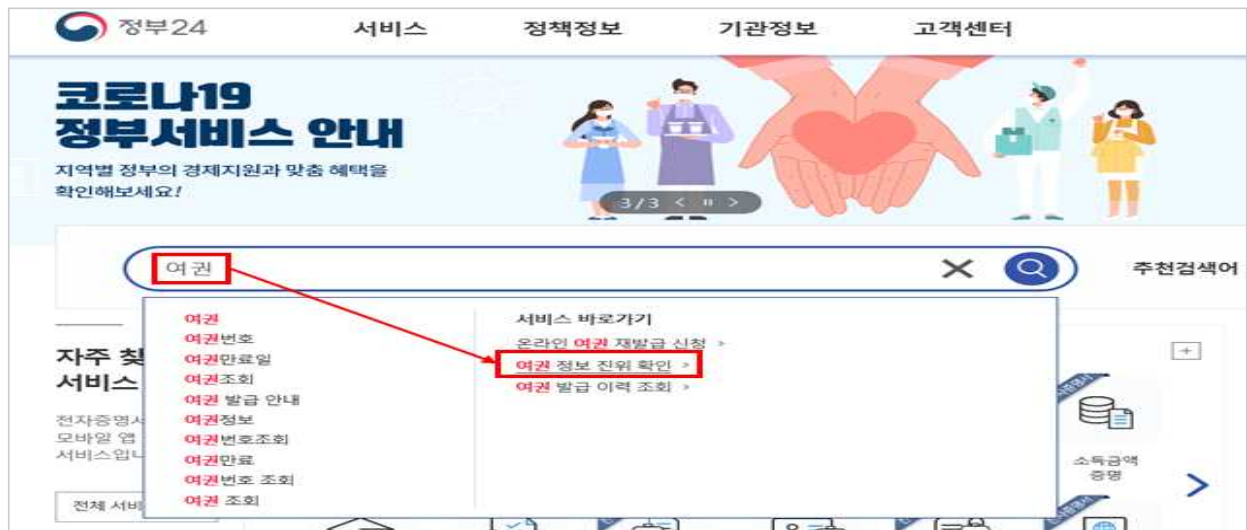 정부24
서비스 정책정보 기관정보 고객센터
코로나19
정부서비스 안내
지역별 정부의 경제지원과 맞춤 혜택을
확인해보세요!
3/3 < II >
여권
추천검색어
여권
여권번호
여권만료일
여권조회
여권 발급 안내
여권정보
여권번호조회
여권만료
여권번호 조회
여권 조회
서비스 바로가기
온라인 여권 재발급 신청 >
여권 정보 진위 확인 >
여권 발급 이력 조회 >
자주 찾
서비스
전자증명서
모바일 앱
서비스입니
전체 서비
소득금액
증명